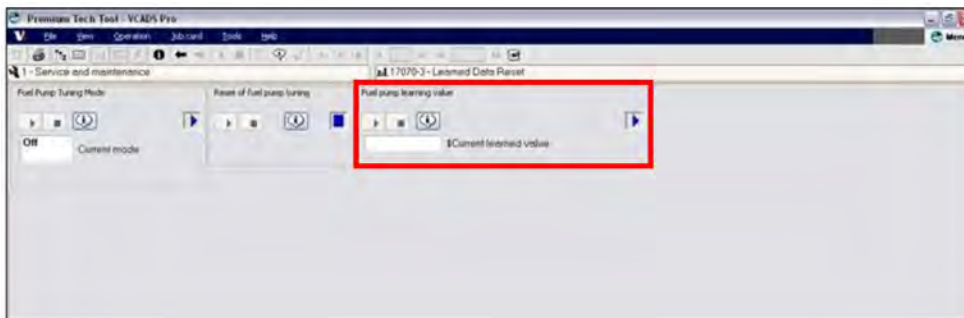 Premium Tech Tool - VCADS Pro
V File View Operation Job card Tools Help
Menu
1 - Service and maintenance
17070-3 - Learned Data Reset
Fuel Pump Tuning Mode
Reset of fuel pump tuning
Fuel pump learning value
Off
Current mode
$Current learned value